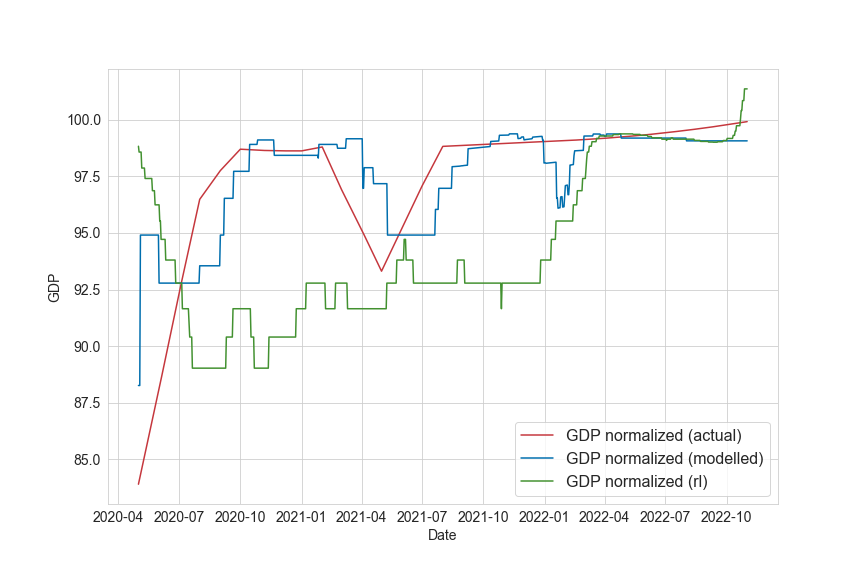 100.0
97.5
95.0
92.5
90.0
87.5
85.0
GDP
GDP normalized (actual)
GDP normalized (modelled)
GDP normalized (rl)
2020-04 2020-07 2020-10 2021-01 2021-04 2021-07 2021-10 2022-01 2022-04 2022-07 2022-10
Date